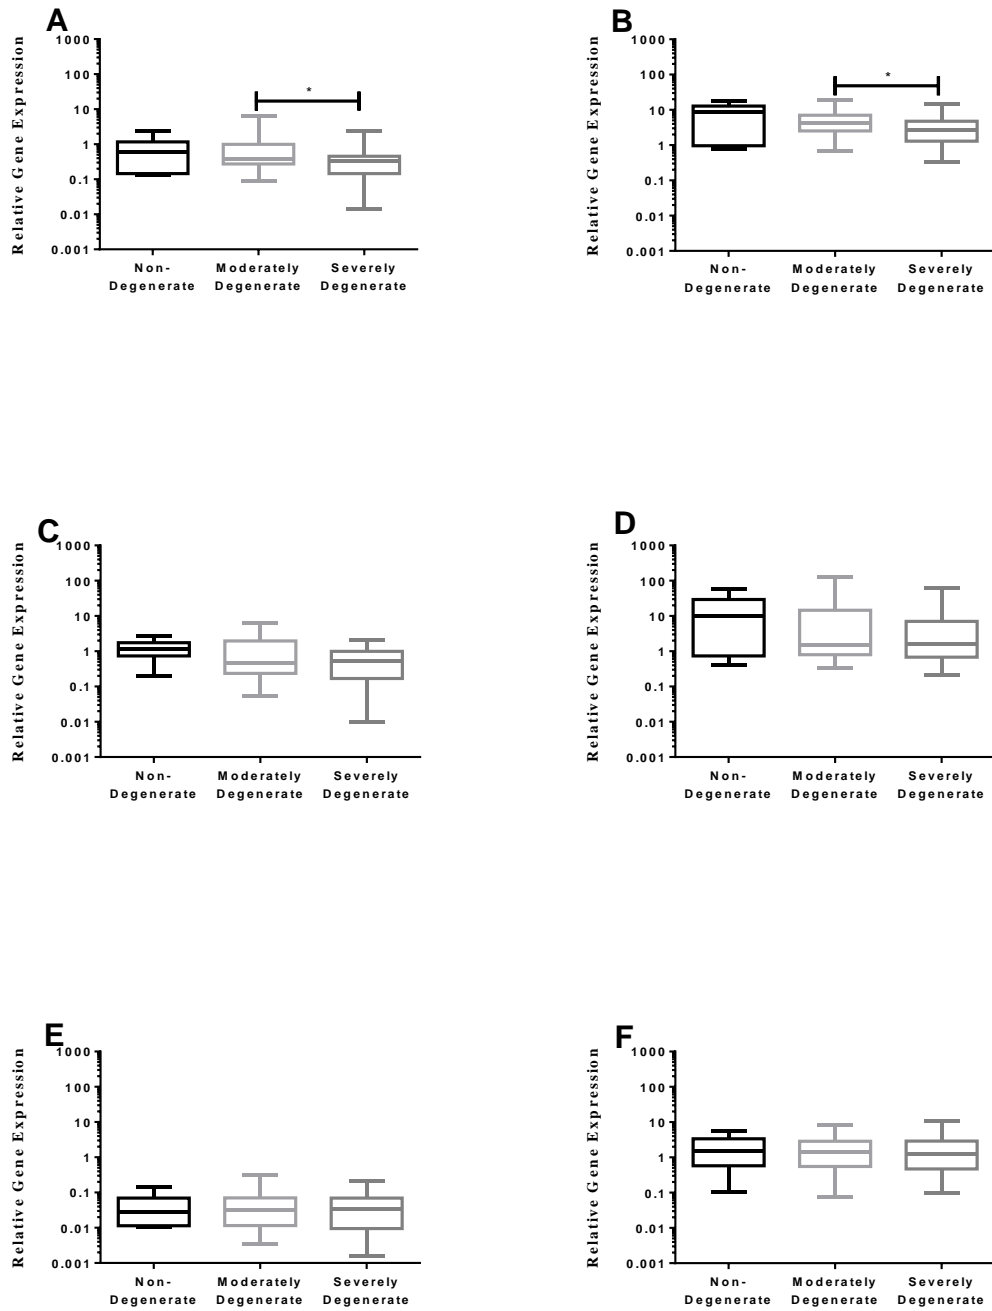 A
Relative Gene Expression
1000
100
10
1
0.1
0.01
0.001
*
Non-
Degenerate
Moderately
Degenerate
Severely
Degenerate
B
Relative Gene Expression
1000
100
10
1
0.1
0.01
0.001
*
Non-
Degenerate
Moderately
Degenerate
Severely
Degenerate
C
Relative Gene Expression
1000
100
10
1
0.1
0.01
0.001
Non-
Degenerate
Moderately
Degenerate
Severely
Degenerate
D
Relative Gene Expression
1000
100
10
1
0.1
0.01
0.001
Non-
Degenerate
Moderately
Degenerate
Severely
Degenerate
E
Relative Gene Expression
1000
100
10
1
0.1
0.01
0.001
Non-
Degenerate
Moderately
Degenerate
Severely
Degenerate
F
Relative Gene Expression
1000
100
10
1
0.1
0.01
0.001
Non-
Degenerate
Moderately
Degenerate
Severely
Degenerate